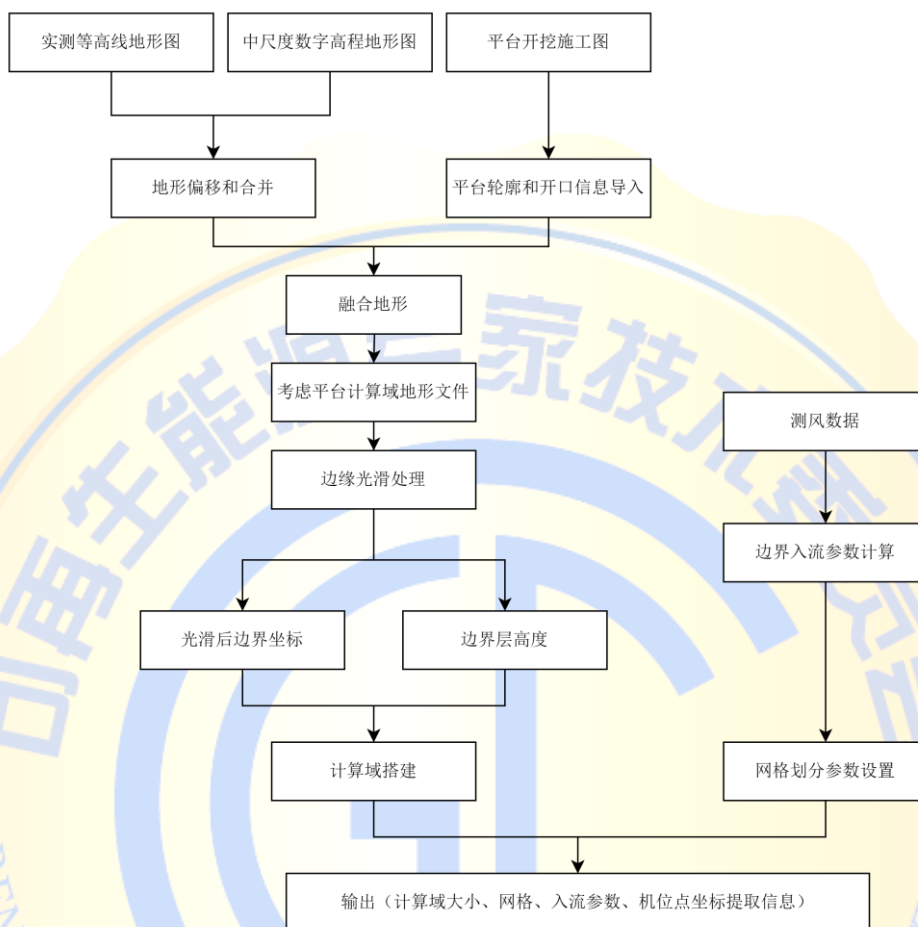 实测等高线地形图
中尺度数字高程地形图
平台开挖施工图
地形偏移和合并
平台轮廓和开口信息导入
融合地形
考虑平台计算域地形文件
测风数据
边缘光滑处理
边界入流参数计算
光滑后边界坐标
边界层高度
计算域搭建
网格划分参数设置
输出（计算域大小、网格、入流参数、机位点坐标提取信息）